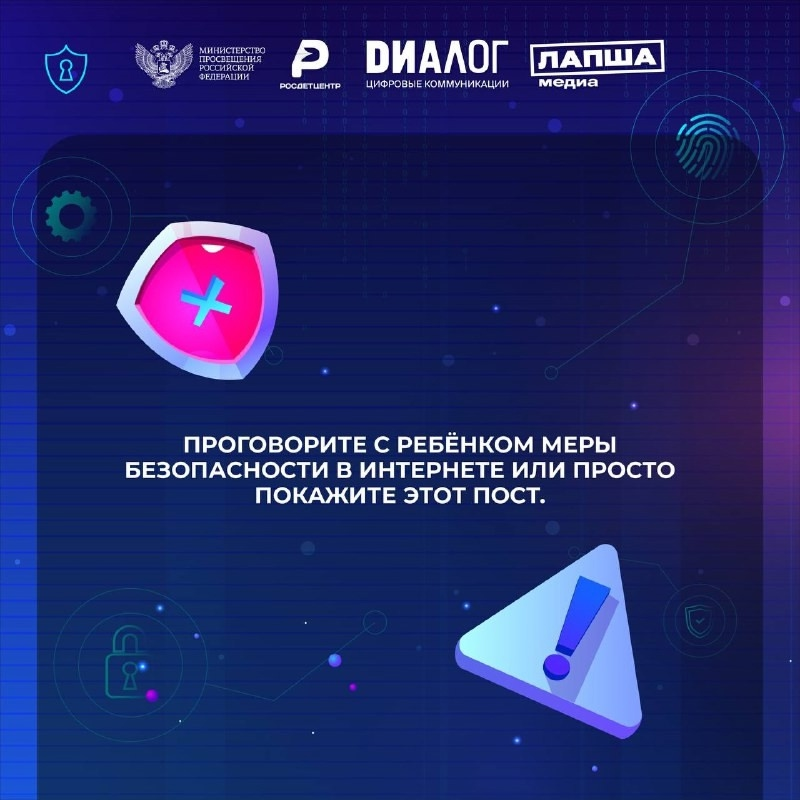 МИНИСТЕРСТВО
ПРОСВЕЩЕНИЯ
РОССИЙСКОЙ
ФЕДЕРАЦИИ
РОСДЕТЦЕНТР
DИАЛОГ
ЦИФРОВЫЕ КОММУНИКАЦИИ
ЛАПША
медиа
ПРОГОВОРИТЕ С РЕБЁНКОМ МЕРЫ
БЕЗОПАСНОСТИ В ИНТЕРНЕТЕ ИЛИ ПРОСТО
ПОКАЖИТЕ ЭТОТ ПОСТ.